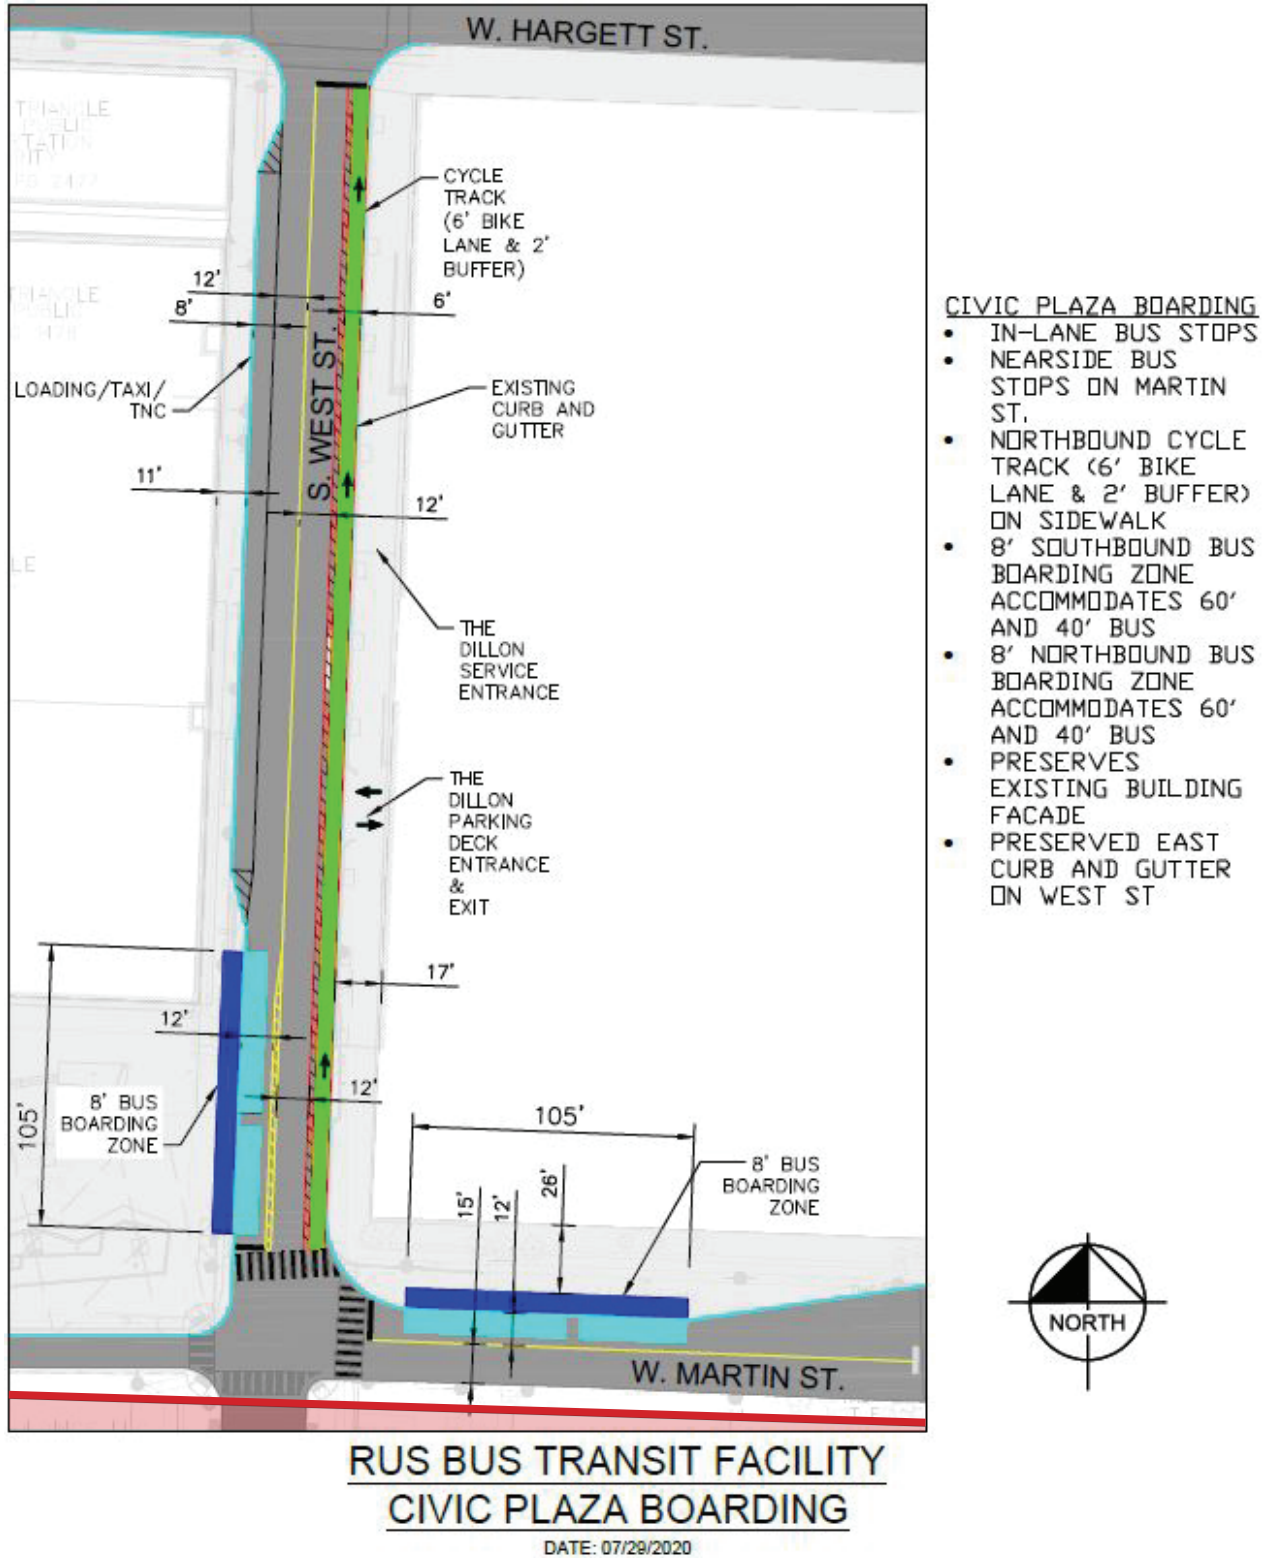 W. HARGETT ST.
TRIANGLE
PUBLIC
CYCLE
TRACK
(6' BIKE
LANE & 2'
BUFFER)
12'
8'
6'
TRIANGLE
PUBLIC
LOADING/TAXI/
TNC
S. WEST ST.
EXISTING
CURB AND
GUTTER
11'
12'
LE
THE
DILLON
SERVICE
ENTRANCE
THE
DILLON
PARKING
DECK
ENTRANCE
&
EXIT
17'
12'
12'
105'
8' BUS
BOARDING
ZONE
105'
15'
12'
26'
8' BUS
BOARDING
ZONE
W. MARTIN ST.
CIVIC PLAZA BOARDING
• IN-LANE BUS STOPS
• NEARSIDE BUS
STOPS ON MARTIN
ST.
• NORTHBOUND CYCLE
TRACK (6' BIKE
LANE & 2' BUFFER)
ON SIDEWALK
• 8' SOUTHBOUND BUS
BOARDING ZONE
ACCOMMODATES 60'
AND 40' BUS
• 8' NORTHBOUND BUS
BOARDING ZONE
ACCOMMODATES 60'
AND 40' BUS
• PRESERVES
EXISTING BUILDING
FACADE
• PRESERVED EAST
CURB AND GUTTER
ON WEST ST
NORTH
RUS BUS TRANSIT FACILITY
CIVIC PLAZA BOARDING
DATE: 07/29/2020